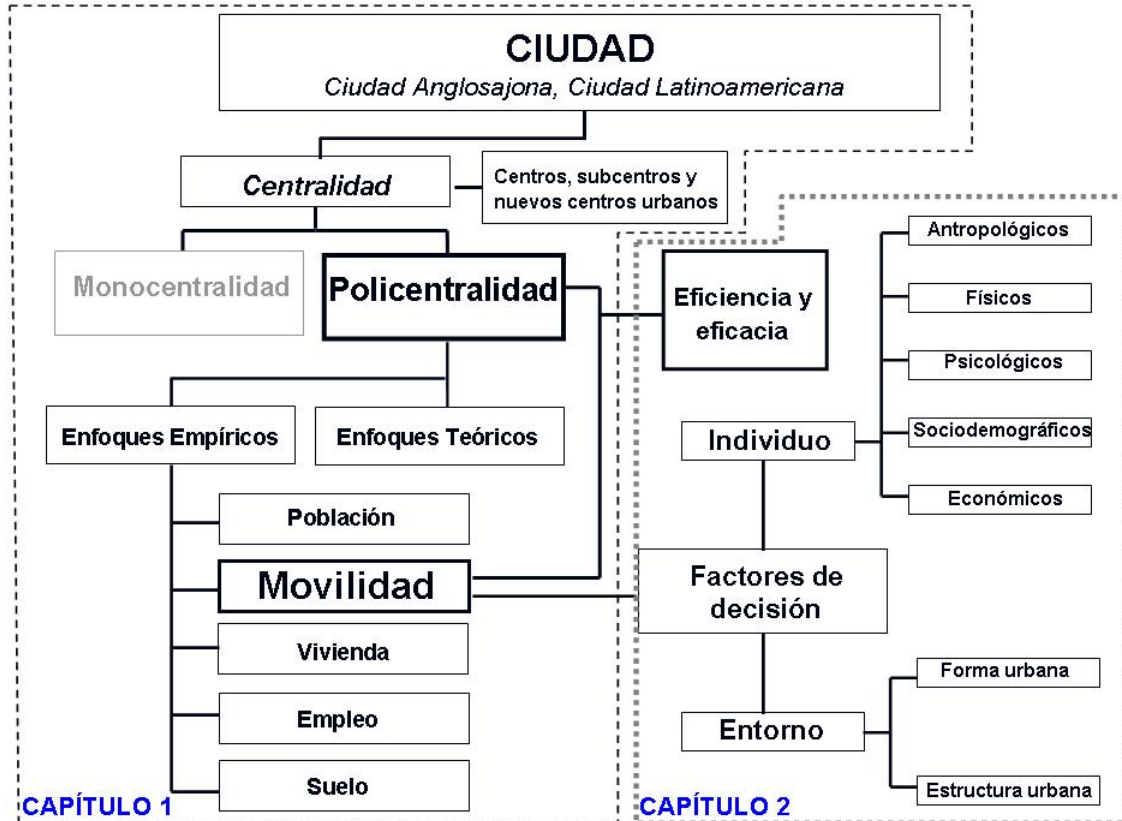 CIUDAD
Ciudad Anglosajona, Ciudad Latinoamericana
Centralidad
Centros, subcentros y
nuevos centros urbanos
Monocentralidad
Policentralidad
Eficiencia y
eficacia
Antropológicos
Físicos
Psicológicos
Sociodemográficos
Económicos
Enfoques Empíricos
Enfoques Teóricos
Individuo
Población
Movilidad
Vivienda
Empleo
Suelo
Factores de
decisión
Entorno
Forma urbana
Estructura urbana
CAPÍTULO 1
CAPÍTULO 2